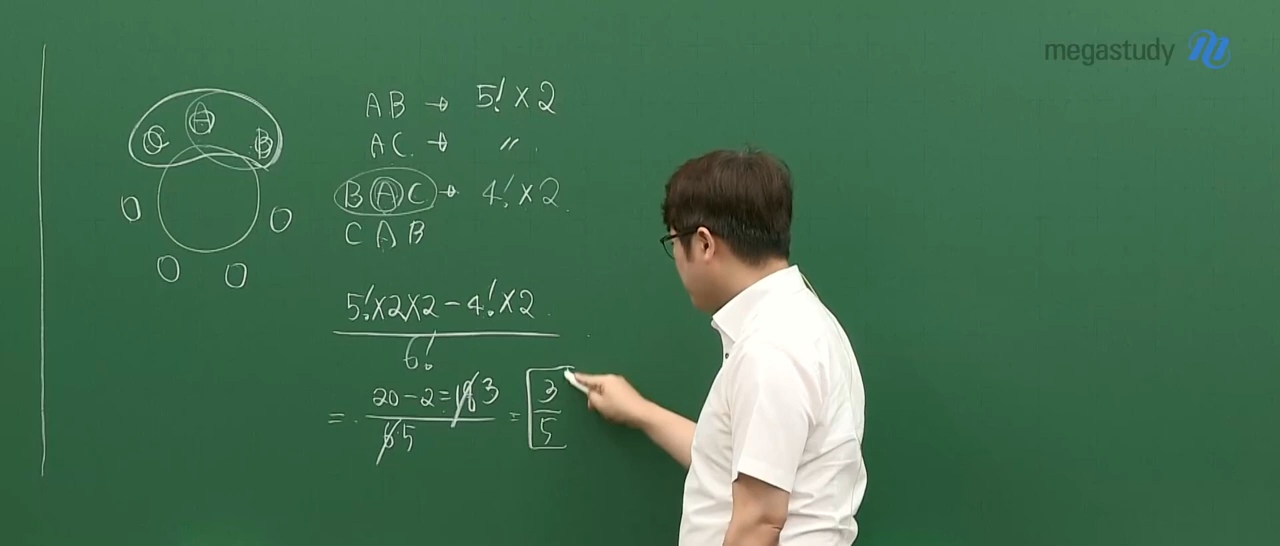 megastudy
C A B
AB → 5! × 2
AC → 〃
BAC → 4! × 2
CAB
5!×2×2 - 4!×2
6!
= 20 - 2 = 18 3
6 5
= 3
5